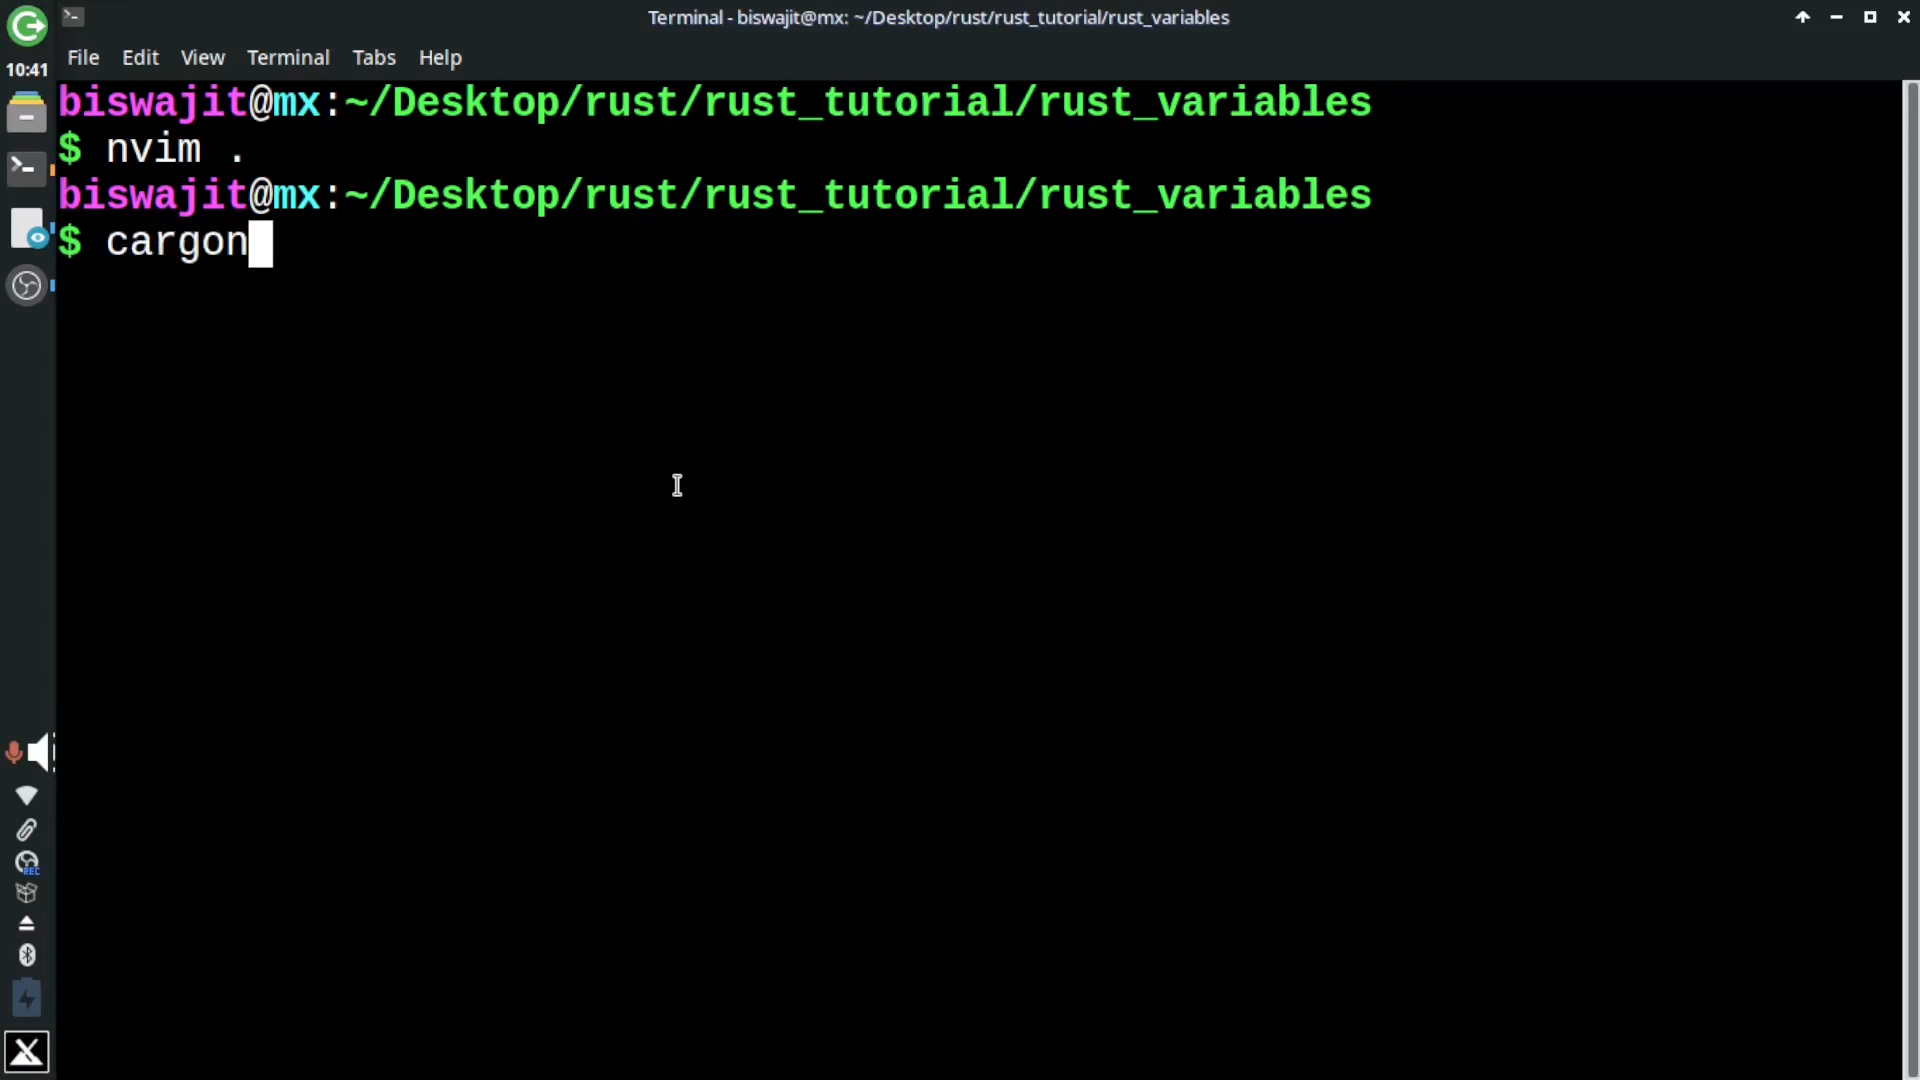 Terminal - biswajit@mx: ~/Desktop/rust/rust_tutorial/rust_variables
10:41
File Edit View Terminal Tabs Help
biswajit@mx:~/Desktop/rust/rust_tutorial/rust_variables
$ nvim .
biswajit@mx:~/Desktop/rust/rust_tutorial/rust_variables
$ cargon
REC